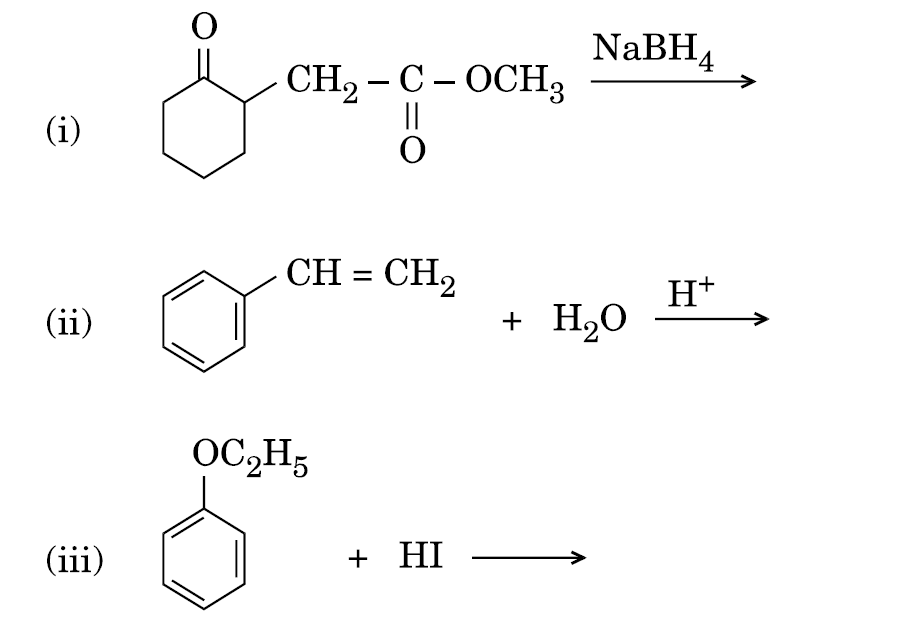 O
CH₂ – C – OCH₃ NaBH₄
||
O
(i)
CH = CH₂
(ii) + H₂O H⁺
OC₂H₅
(iii) + HI